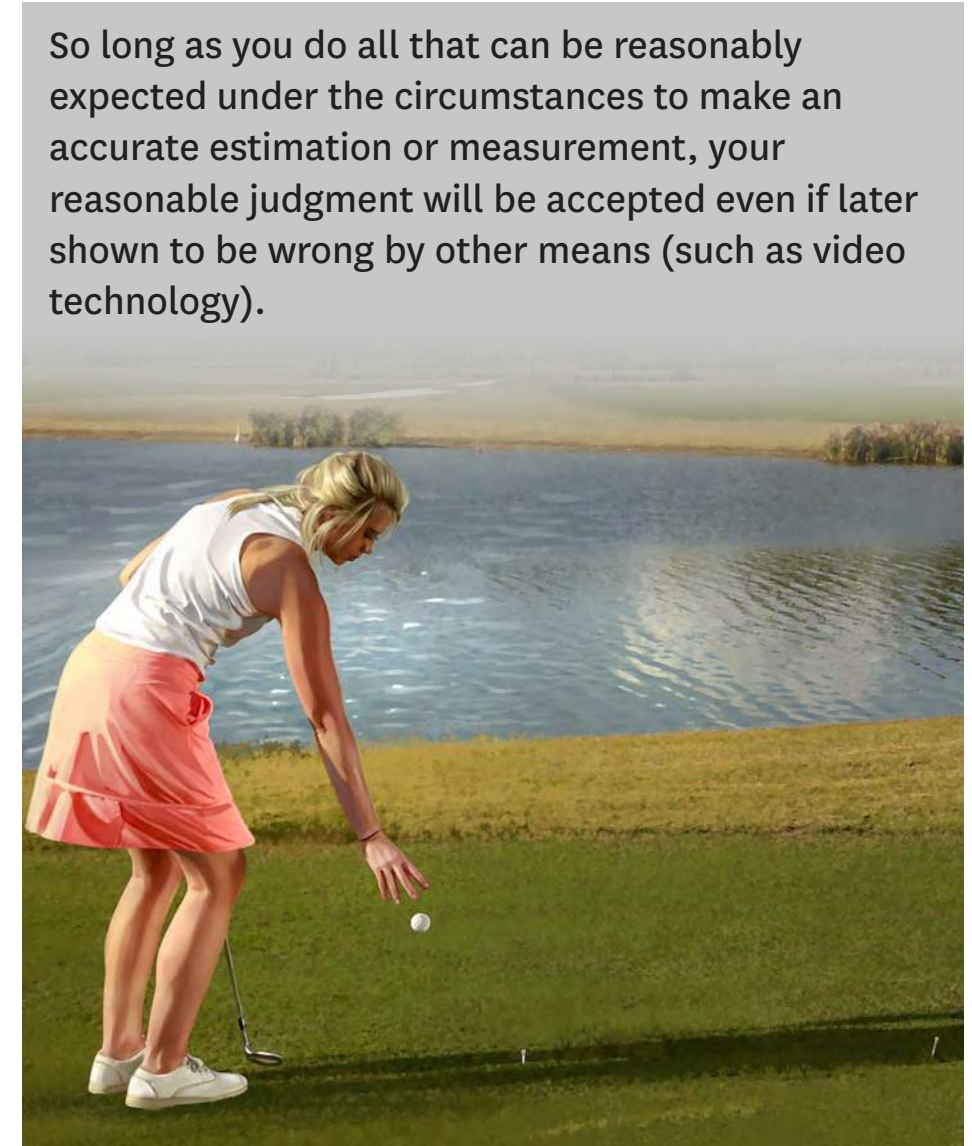 So long as you do all that can be reasonably
expected under the circumstances to make an
accurate estimation or measurement, your
reasonable judgment will be accepted even if later
shown to be wrong by other means (such as video
technology).